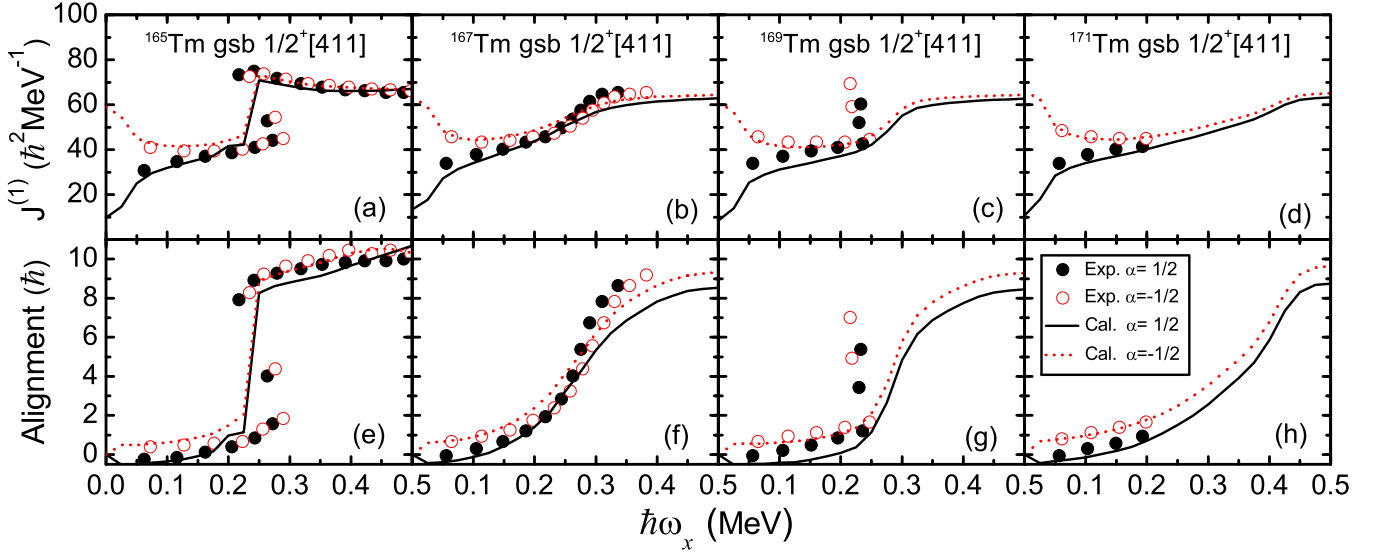 J⁽¹⁾ (ħ²MeV⁻¹)
100
80
60
40
20
¹⁶⁵Tm gsb 1/2⁺[411]
(a)
¹⁶⁷Tm gsb 1/2⁺[411]
(b)
¹⁶⁹Tm gsb 1/2⁺[411]
(c)
¹⁷¹Tm gsb 1/2⁺[411]
(d)
Alignment (ħ)
10
8
6
4
2
0
(e)
(f)
(g)
(h)
Exp. α= 1/2
Exp. α=-1/2
Cal. α= 1/2
Cal. α=-1/2
0.0 0.1 0.2 0.3 0.4 0.5 0.1 0.2 0.3 0.4 0.5 0.1 0.2 0.3 0.4 0.5 0.1 0.2 0.3 0.4 0.5
ħωₓ (MeV)